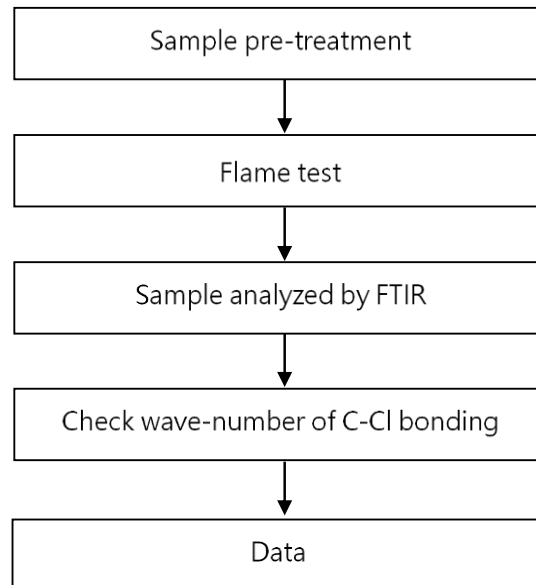 Sample pre-treatment
Flame test
Sample analyzed by FTIR
Check wave-number of C-Cl bonding
Data